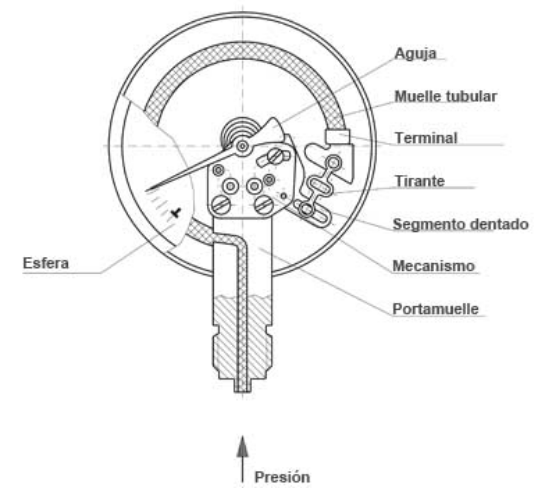 Aguja
Muelle tubular
Terminal
Tirante
Segmento dentado
Esfera
Mecanismo
Portamuelle
Presión